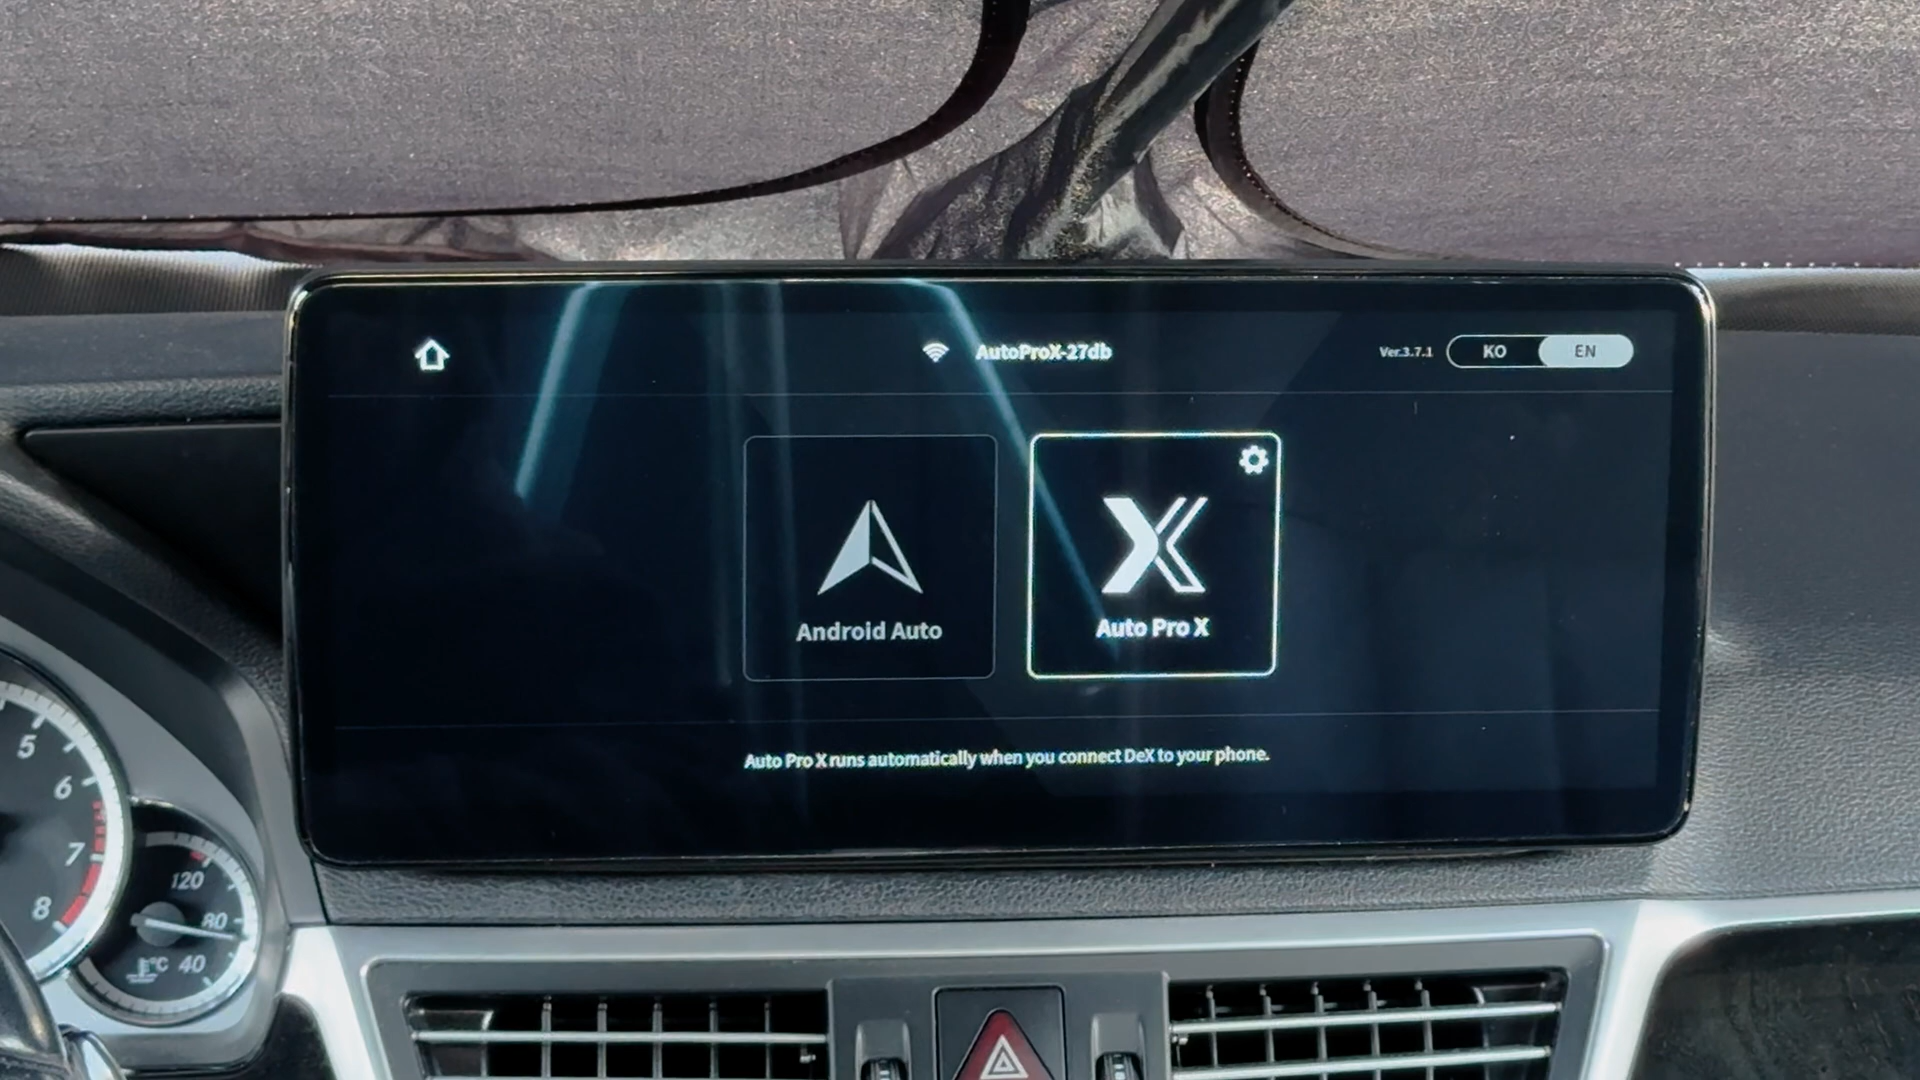 AutoProX-27db
Ver.3.7.1
KO
EN
Android Auto
Auto Pro X
Auto Pro X runs automatically when you connect DeX to your phone.
5
6
7
8
120
80
°C 40